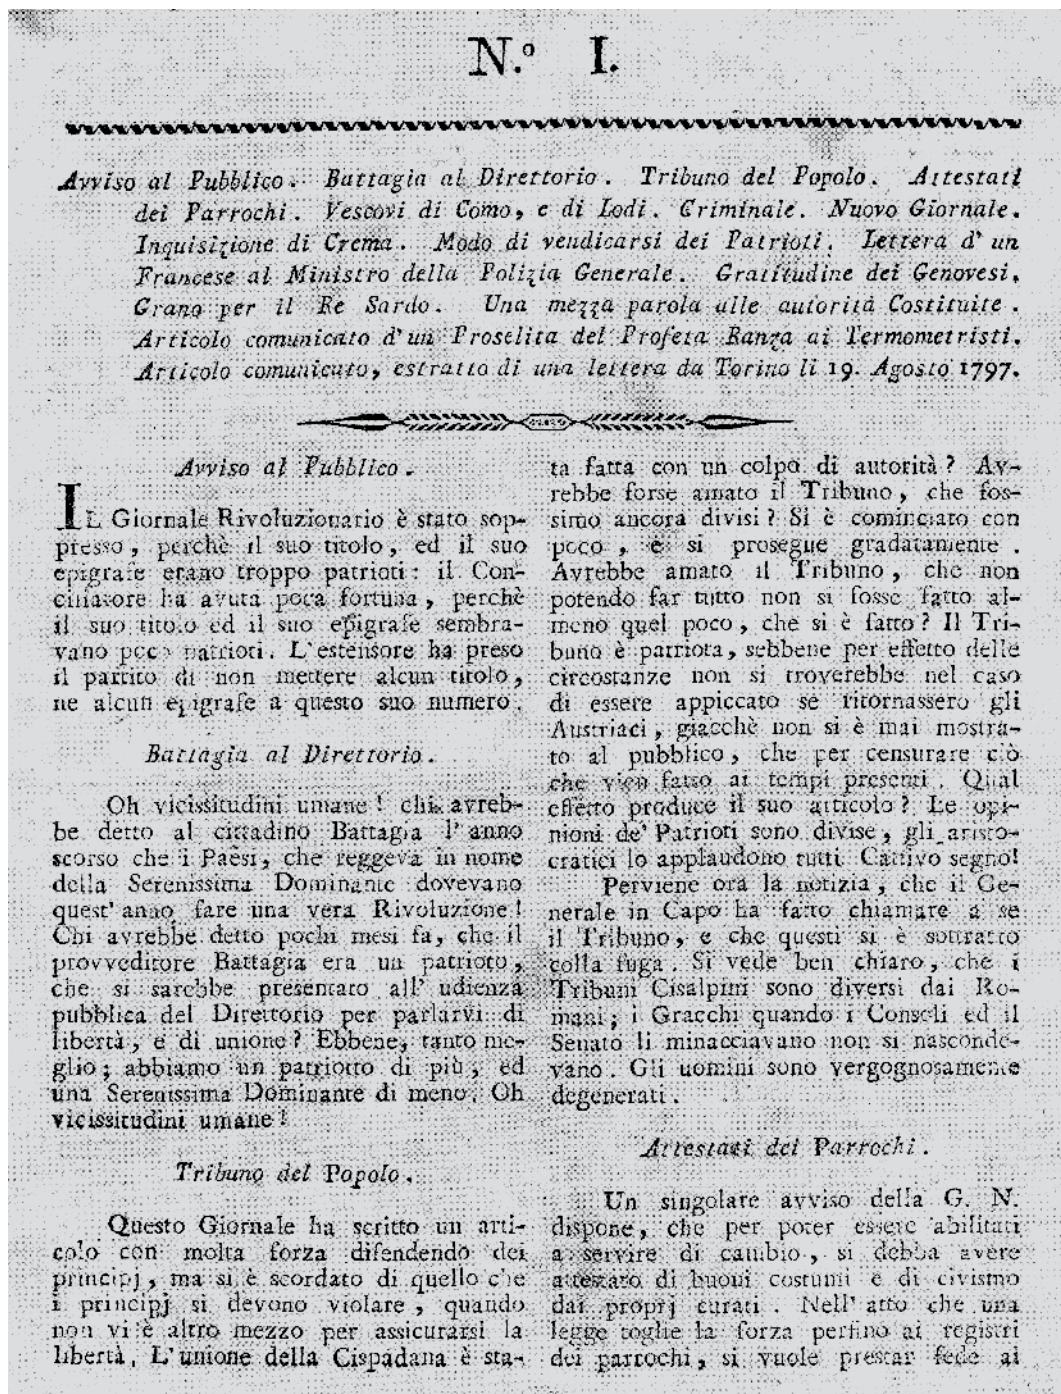 N.º I.
Avviso al Pubblico. Battagia al Direttorio. Tribuno del Popolo. Attestati
dei Parrochi. Vescovi di Como, e di Lodi. Criminale. Nuovo Giornale.
Inquisizione di Crema. Modo di vendicarsi dei Patrioti. Lettera d' un
Francese al Ministro della Polizia Generale. Gratitudine dei Genovesi.
Grano per il Re Sardo. Una mezza parola alle autorità Costituite.
Articolo comunicato d'un Proselita del Profeta Ranza ai Termometristi.
Articolo comunicato, estratto di una lettera da Torino li 19. Agosto 1797.
Avviso al Pubblico.
IL Giornale Rivoluzionario è stato sop-
presso, perchè il suo titolo, ed il suo
epigrafe erano troppo patrioti: il Con-
ciliatore ha avuta poca fortuna, perchè
il suo titolo ed il suo epigrafe sembra-
vano poco patrioti. L'estensore ha preso
il partito di non mettere alcun titolo,
ne alcun epigrafe a questo suo numero.
Battagia al Direttorio.
Oh vicissitudini umane! chi avreb-
be detto al cittadino Battagia l'anno
scorso che i Paesi, che reggeva in nome
della Serenissima Dominante dovevano
quest' anno fare una vera Rivoluzione!
Chi avrebbe detto pochi mesi fa, che il
provveditore Battagia era un patrioto,
che si sarebbe presentato all' udienza
pubblica del Direttorio per parlarvi di
libertà, e di unione? Ebbene, tanto me-
glio; abbiamo un patriotto di più, ed
una Serenissima Dominante di meno. Oh
vicissitudini umane!
Tribuno del Popolo.
Questo Giornale ha scritto un arti-
colo con molta forza difendendo dei
principj, ma si è scordato di quello che
i principj si devono violare, quando
non vi è altro mezzo per assicurarsi la
libertà. L'unione della Cispadana è sta-
ta fatta con un colpo di autorità? Av-
rebbe forse amato il Tribuno, che fos-
simo ancora divisi? Si è cominciato con
poco, e si prosegue gradatamente.
Avrebbe amato il Tribuno, che non
potendo far tutto non si fosse fatto al-
meno quel poco, che si è fatto? Il Tri-
buno è patriota, sebbene per effetto delle
circostanze non si troverebbe nel caso
di essere appiccato se ritornassero gli
Austriaci, giacchè non si è mai mostra-
to al pubblico, che per censurare ciò
che vien fatto ai tempi presenti. Qual
effetto produce il suo articolo? Le opi-
nioni de' Patrioti sono divise, gli aristo-
cratici lo applaudono tutti. Cattivo segno!
Perviene ora la notizia, che il Ge-
nerale in Capo ha fatto chiamare a se
il Tribuno, e che questi si è sottratto
colla fuga. Si vede ben chiaro, che i
Tribuni Cisalpini sono diversi dai Ro-
mani; i Gracchi quando i Consoli ed il
Senato li minacciavano non si nasconde-
vano. Gli uomini sono vergognosamente
degenerati.
Attestati dei Parrochi.
Un singolare avviso della G. N.
dispone, che per poter essere abilitati
a servire di cambio, si debba avere
attestato di buoni costumi e di civismo
dai proprj curati. Nell' atto che una
legge toglie la forza perfino ai registri
dei parrochi, si vuole prestar fede ai